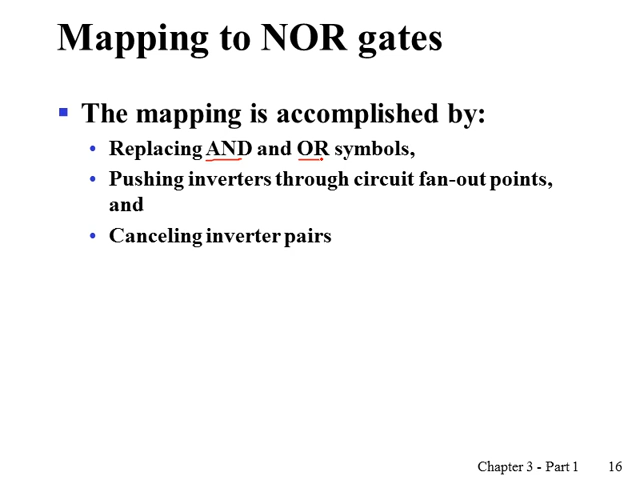 Mapping to NOR gates
▪ The mapping is accomplished by:
• Replacing AND and OR symbols,
• Pushing inverters through circuit fan-out points,
and
• Canceling inverter pairs
Chapter 3 - Part 1 16